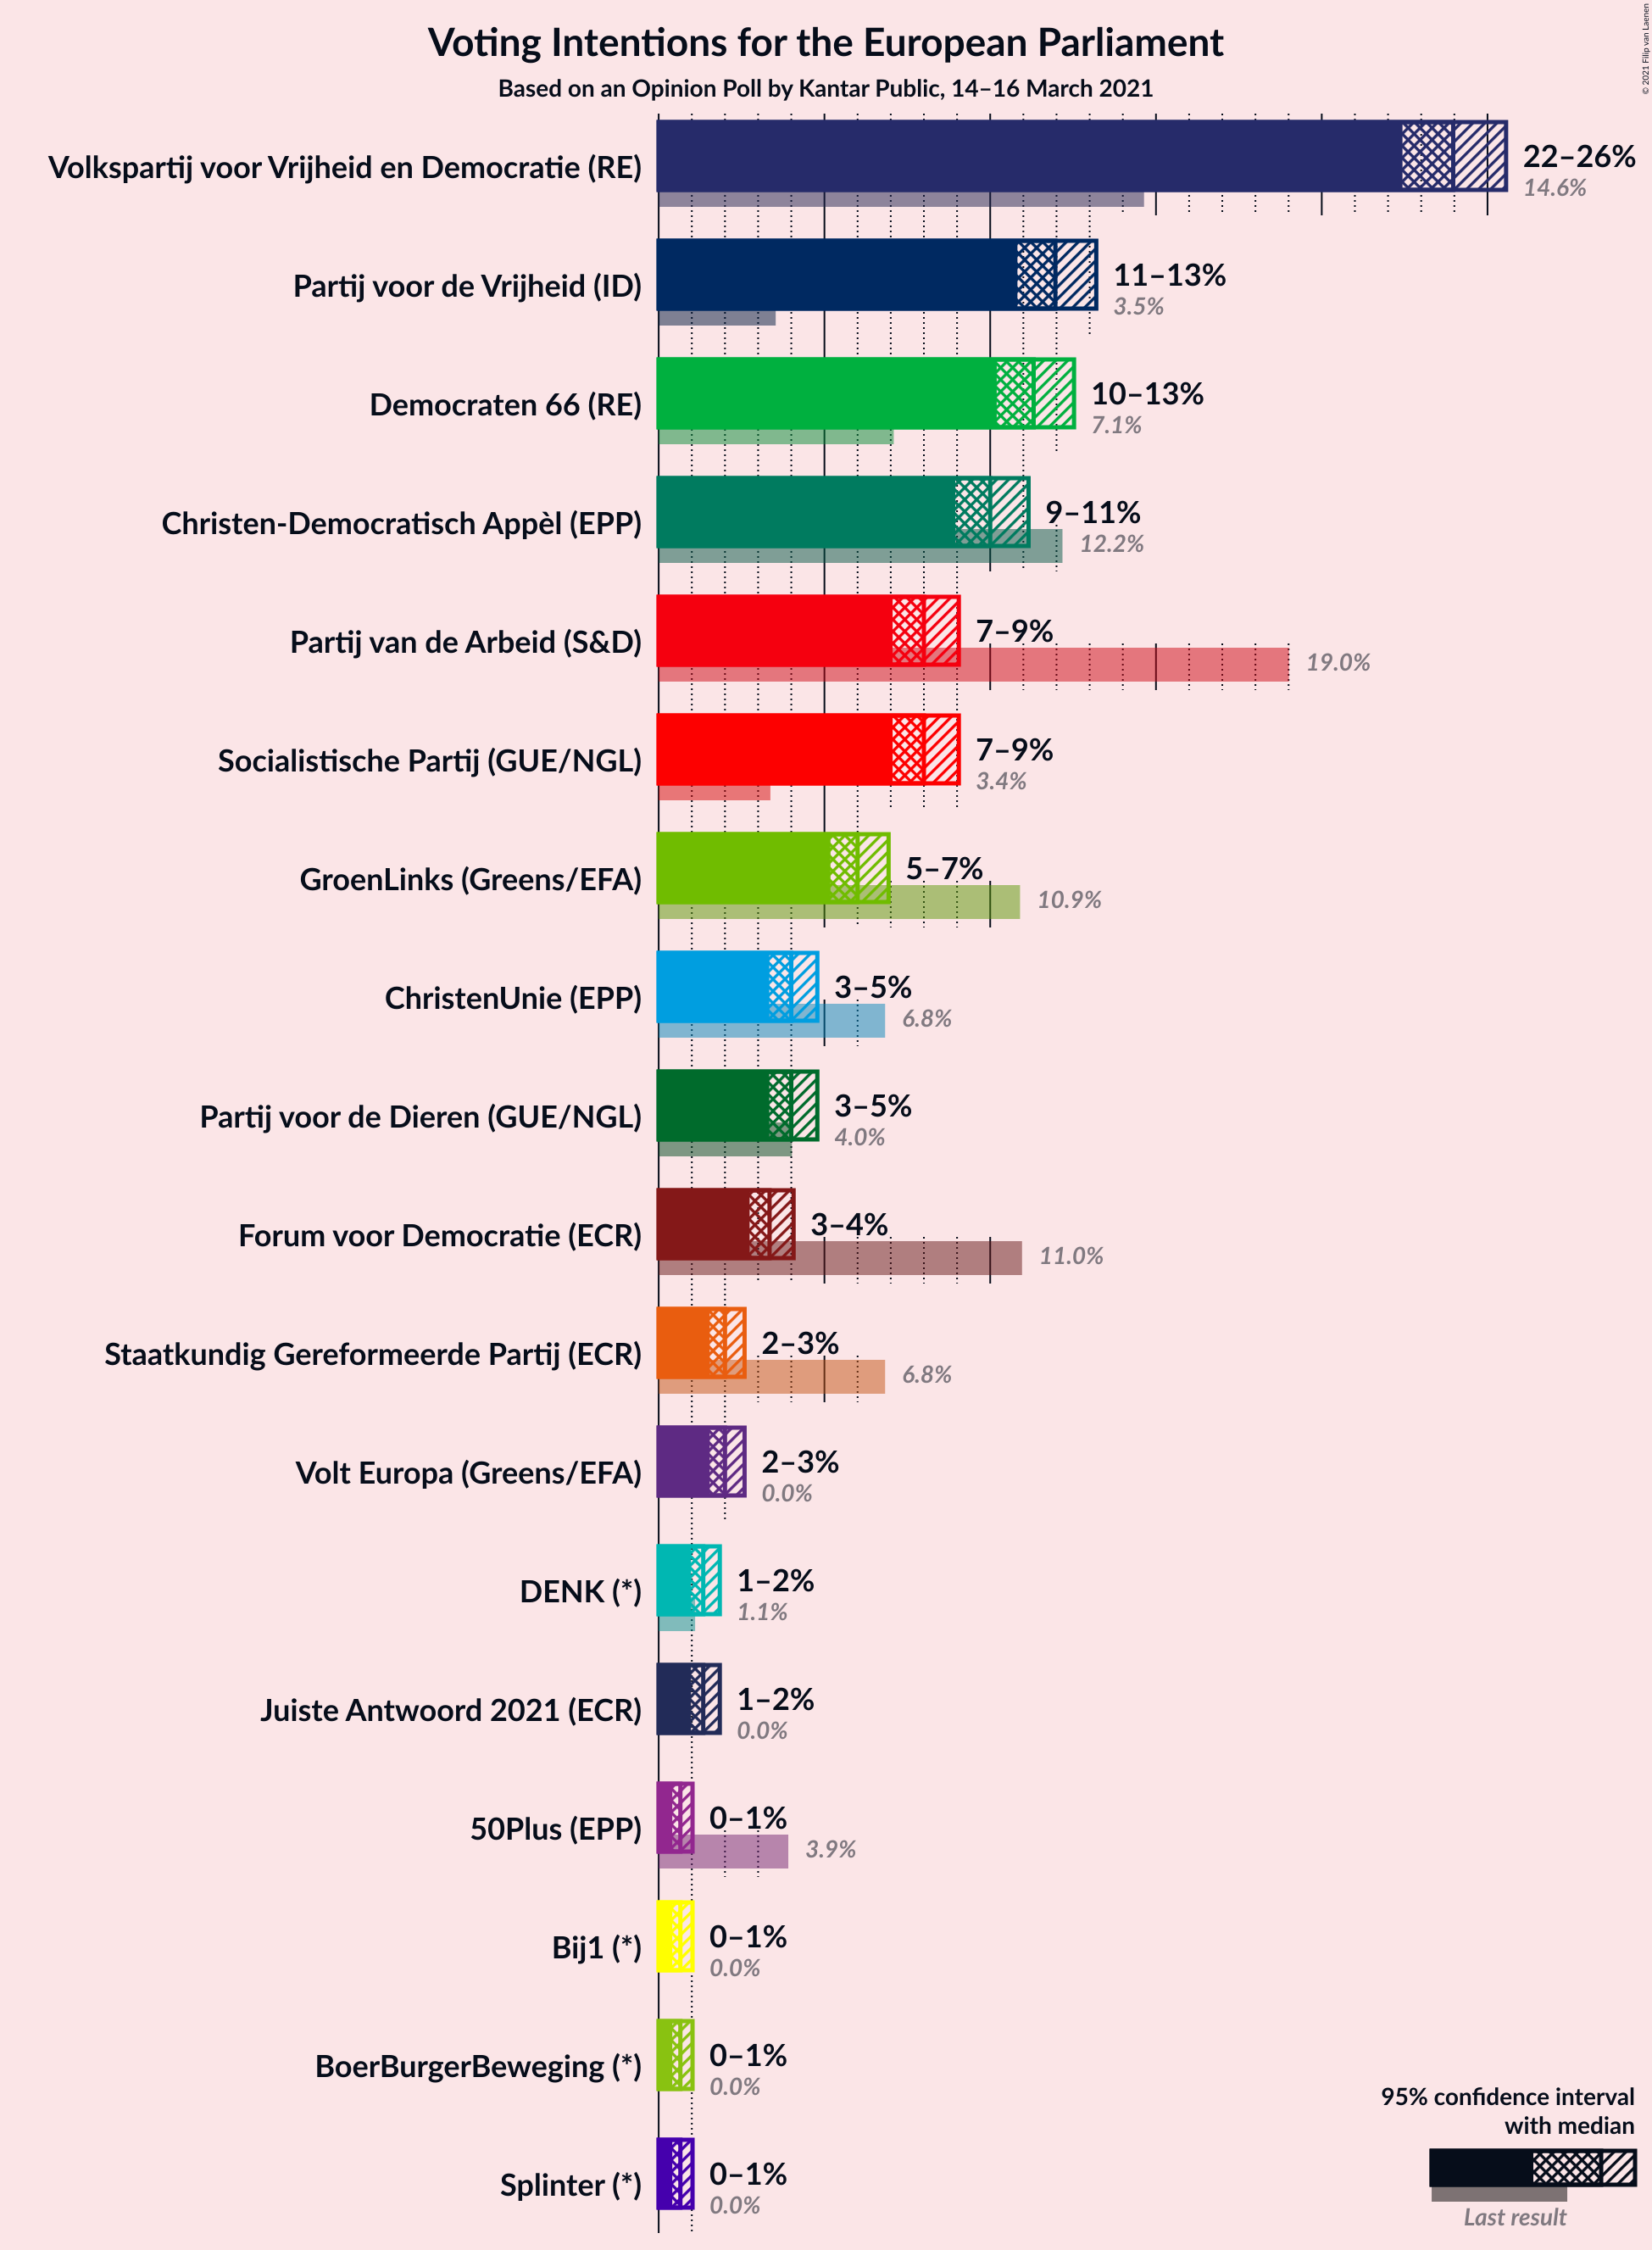 Voting Intentions for the European Parliament
Based on an Opinion Poll by Kantar Public, 14–16 March 2021
© 2021 Filip van Laenen
Volkspartij voor Vrijheid en Democratie (RE)
22–26%
14.6%
Partij voor de Vrijheid (ID)
11–13%
3.5%
Democraten 66 (RE)
10–13%
7.1%
Christen-Democratisch Appèl (EPP)
9–11%
12.2%
Partij van de Arbeid (S&D)
7–9%
19.0%
Socialistische Partij (GUE/NGL)
7–9%
3.4%
GroenLinks (Greens/EFA)
5–7%
10.9%
ChristenUnie (EPP)
3–5%
6.8%
Partij voor de Dieren (GUE/NGL)
3–5%
4.0%
Forum voor Democratie (ECR)
3–4%
11.0%
Staatkundig Gereformeerde Partij (ECR)
2–3%
6.8%
Volt Europa (Greens/EFA)
2–3%
0.0%
DENK (*)
1–2%
1.1%
Juiste Antwoord 2021 (ECR)
1–2%
0.0%
50Plus (EPP)
0–1%
3.9%
Bij1 (*)
0–1%
0.0%
BoerBurgerBeweging (*)
0–1%
0.0%
Splinter (*)
0–1%
0.0%
95% confidence interval
with median
Last result